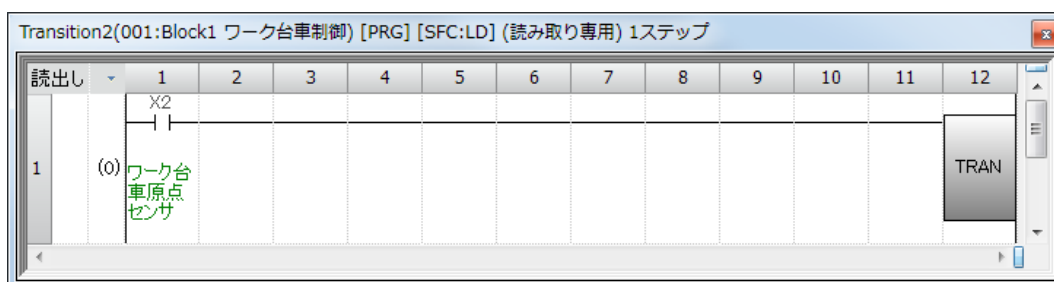 Transition2(001:Block1 ワーク台車制御) [PRG] [SFC:LD] (読み取り専用) 1ステップ
読出し 1 2 3 4 5 6 7 8 9 10 11 12
X2
1 (0) TRAN
ワーク台
車原点
センサ